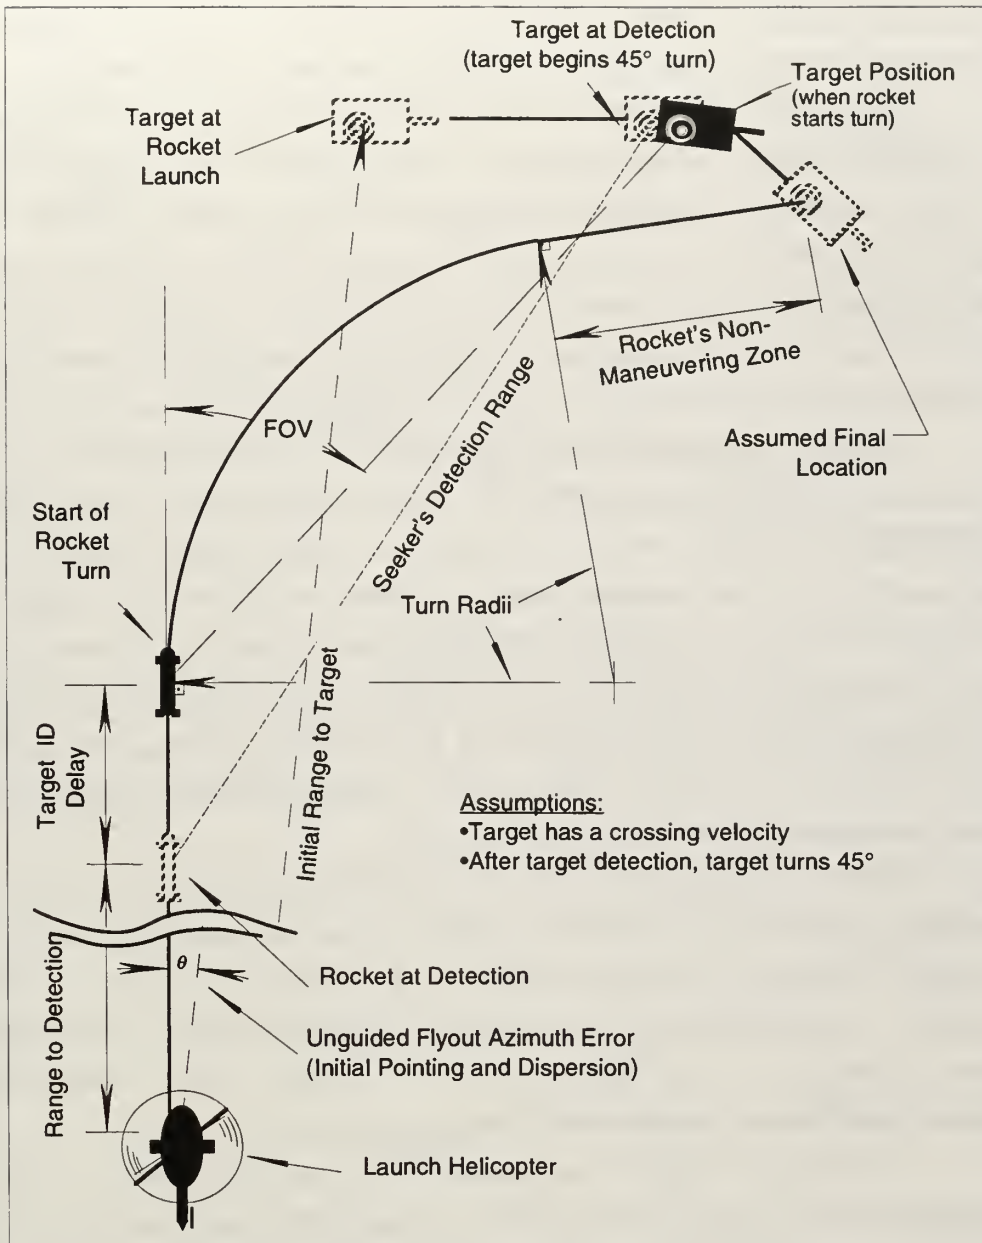 Target at Detection
(target begins 45° turn)
Target Position
(when rocket
starts turn)
Target at
Rocket
Launch
Rocket's Non-
Maneuvering Zone
FOV
Assumed Final
Location
Seeker's Detection Range
Start of
Rocket
Turn
Turn Radii
Initial Range to Target
Target ID
Delay
Assumptions:
•Target has a crossing velocity
•After target detection, target turns 45°
Range to Detection
θ
Rocket at Detection
Unguided Flyout Azimuth Error
(Initial Pointing and Dispersion)
Launch Helicopter